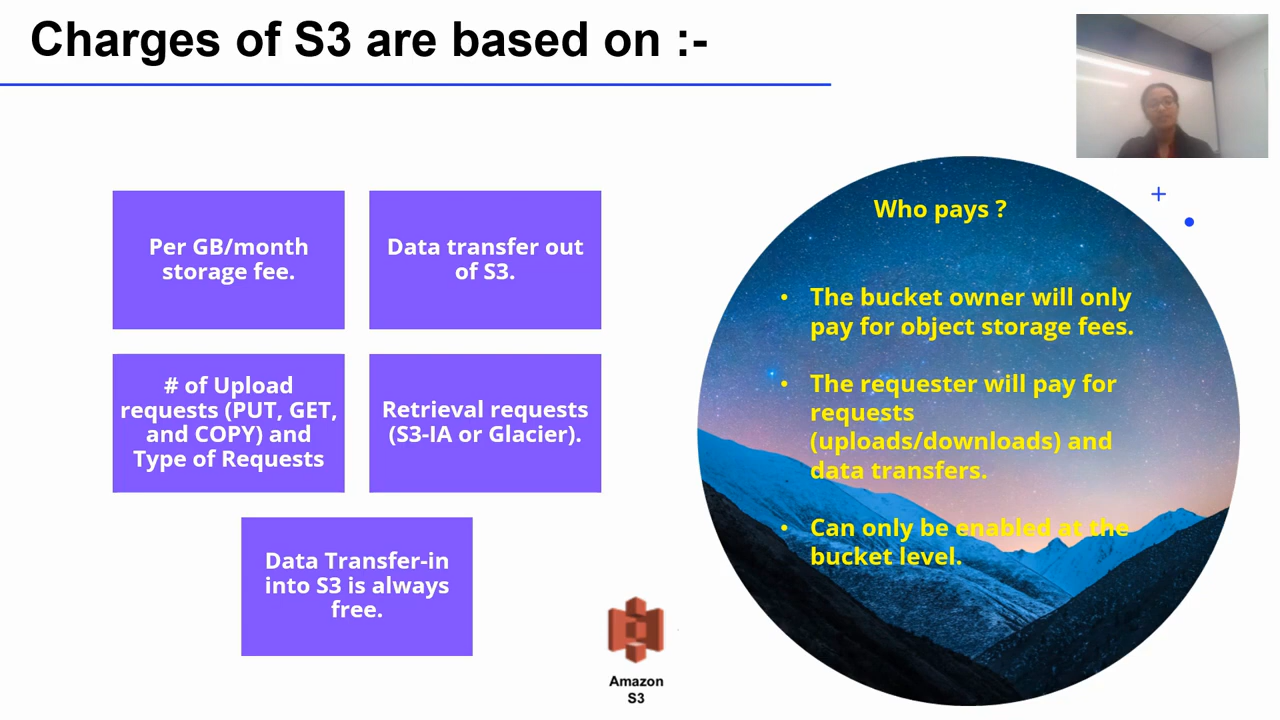 Charges of S3 are based on :-
Per GB/month
storage fee.
Data transfer out
of S3.
# of Upload
requests (PUT, GET,
and COPY) and
Type of Requests
Retrieval requests
(S3-IA or Glacier).
Data Transfer-in
into S3 is always
free.
Amazon
S3
Who pays ?
• The bucket owner will only
pay for object storage fees.
• The requester will pay for
requests
(uploads/downloads) and
data transfers.
• Can only be enabled at the
bucket level.